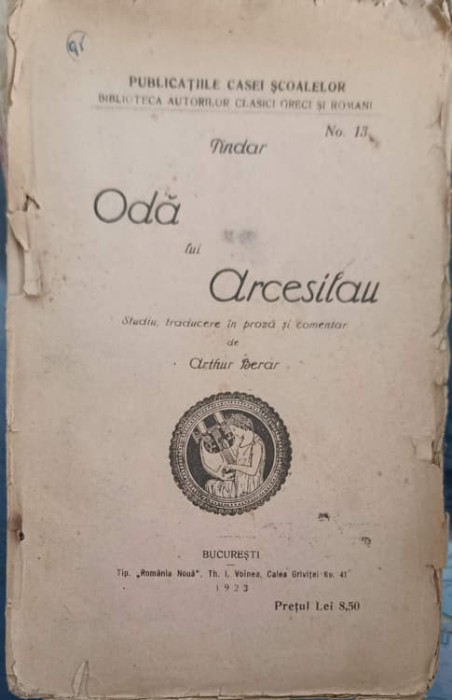 gr
PUBLICAȚIILE CASEI ȘCOALELOR
BIBLIOTECA AUTORILOR CLASICI GRECI ȘI ROMANI
No. 13
Pindar
Odă
lui
Arcesilau
Studiu, traducere în proză și comentar
de
Arthur Berar
BUCUREȘTI
Tip. „România Nouă“, Th. I. Voinea, Calea Griviței No. 41
1923
Prețul Lei 8,50